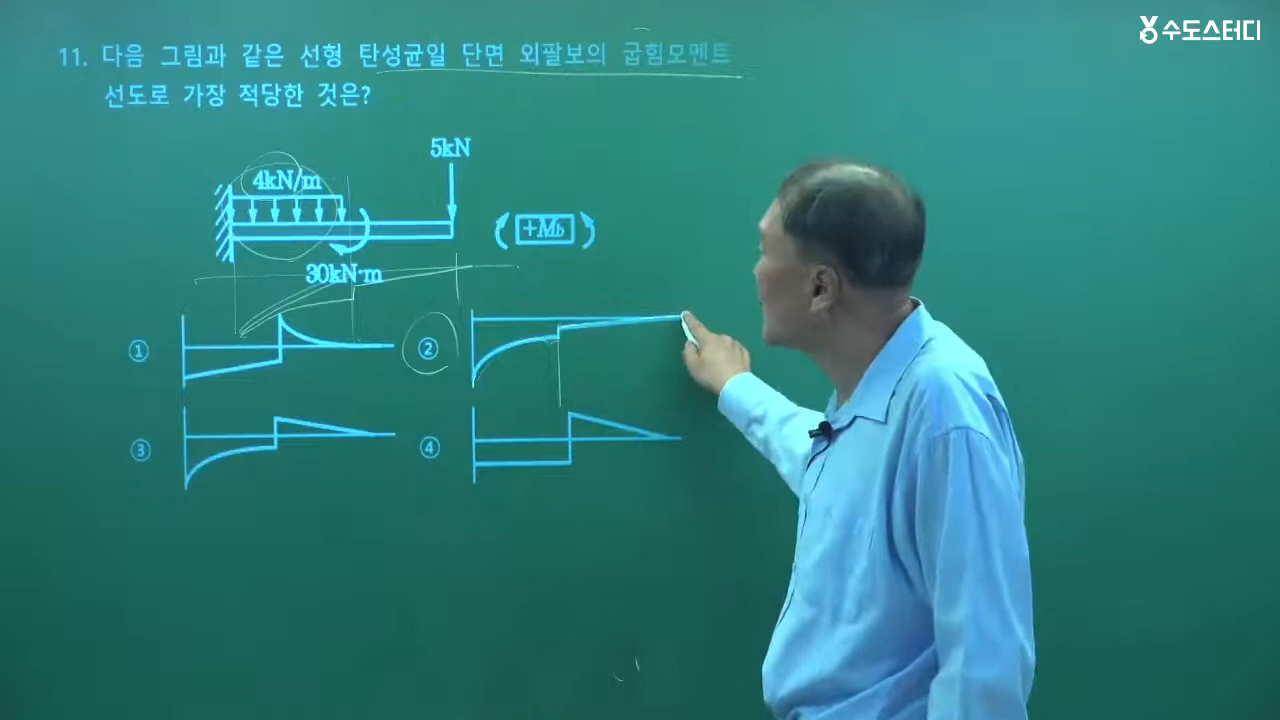 수도스터디
11. 다음 그림과 같은 선형 탄성균일 단면 외팔보의 굽힘모멘트
선도로 가장 적당한 것은?
5kN
4kN/m
+Mb
30kN·m
① ②
③ ④